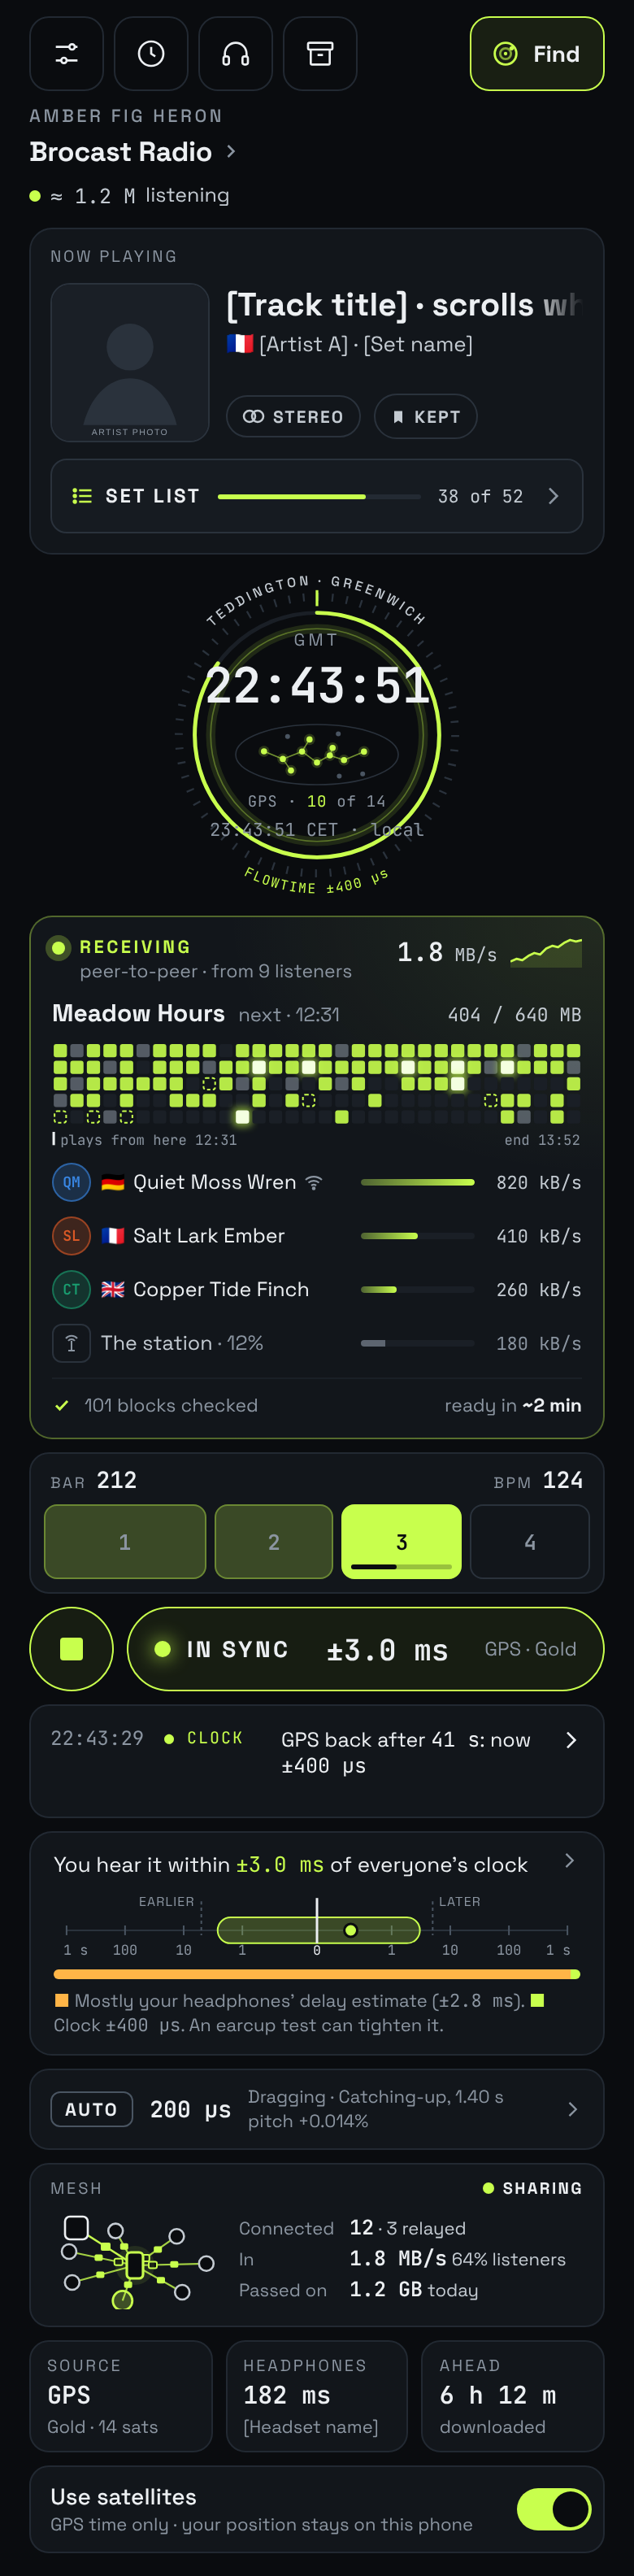 Find
AMBER FIG HERON
Brocast Radio
≈ 1.2 M listening
NOW PLAYING
[Track title] · scrolls wh
[Artist A] · [Set name]
ARTIST PHOTO
STEREO
KEPT
SET LIST
38 of 52
TEDDINGTON · GREENWICH
GMT
22:43:51
GPS · 10 of 14
23:43:51 CET · local
FLOWTIME ±400 µs
RECEIVING
1.8 MB/s
peer-to-peer · from 9 listeners
Meadow Hours next · 12:31
404 / 640 MB
plays from here 12:31
end 13:52
QM Quiet Moss Wren 820 kB/s
SL Salt Lark Ember 410 kB/s
CT Copper Tide Finch 260 kB/s
The station · 12% 180 kB/s
101 blocks checked
ready in ~2 min
BAR 212
BPM 124
1 2 3 4
IN SYNC ±3.0 ms GPS · Gold
22:43:29 CLOCK GPS back after 41 s: now
±400 µs
You hear it within ±3.0 ms of everyone's clock
EARLIER
LATER
1 s 100 10 1 0 1 10 100 1 s
Mostly your headphones' delay estimate (±2.8 ms).
Clock ±400 µs. An earcup test can tighten it.
AUTO 200 µs
Dragging · Catching-up, 1.40 s
pitch +0.014%
MESH
SHARING
Connected 12 · 3 relayed
In 1.8 MB/s 64% listeners
Passed on 1.2 GB today
SOURCE
GPS
Gold · 14 sats
HEADPHONES
182 ms
[Headset name]
AHEAD
6 h 12 m
downloaded
Use satellites
GPS time only · your position stays on this phone